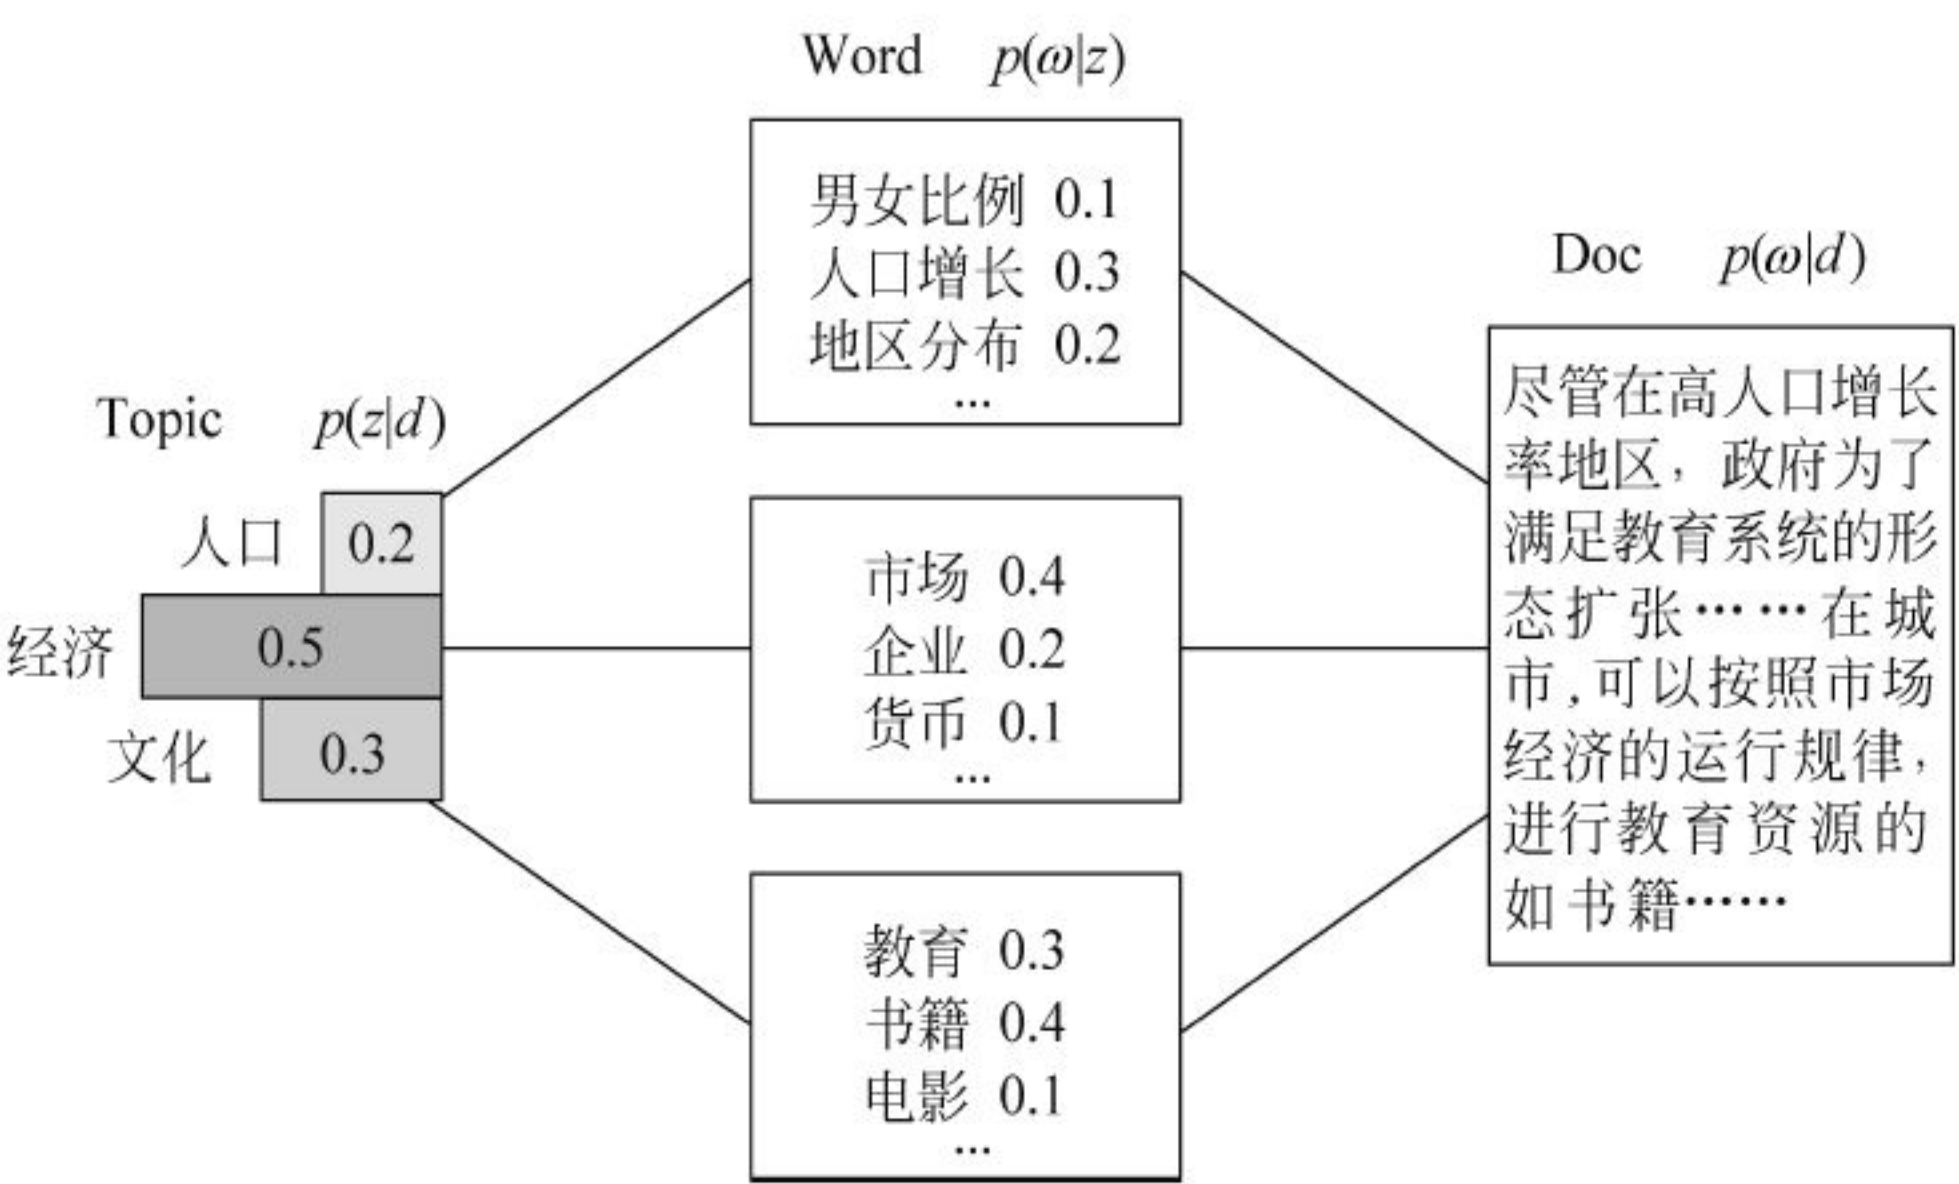 Word p(ω|z)
男女比例 0.1
人口增长 0.3
地区分布 0.2
...
Doc p(ω|d)
尽管在高人口增长
率地区，政府为了
满足教育系统的形
态扩张……在城
市,可以按照市场
经济的运行规律，
进行教育资源的
如书籍……
Topic p(z|d)
人口 0.2
经济 0.5
文化 0.3
市场 0.4
企业 0.2
货币 0.1
...
教育 0.3
书籍 0.4
电影 0.1
...